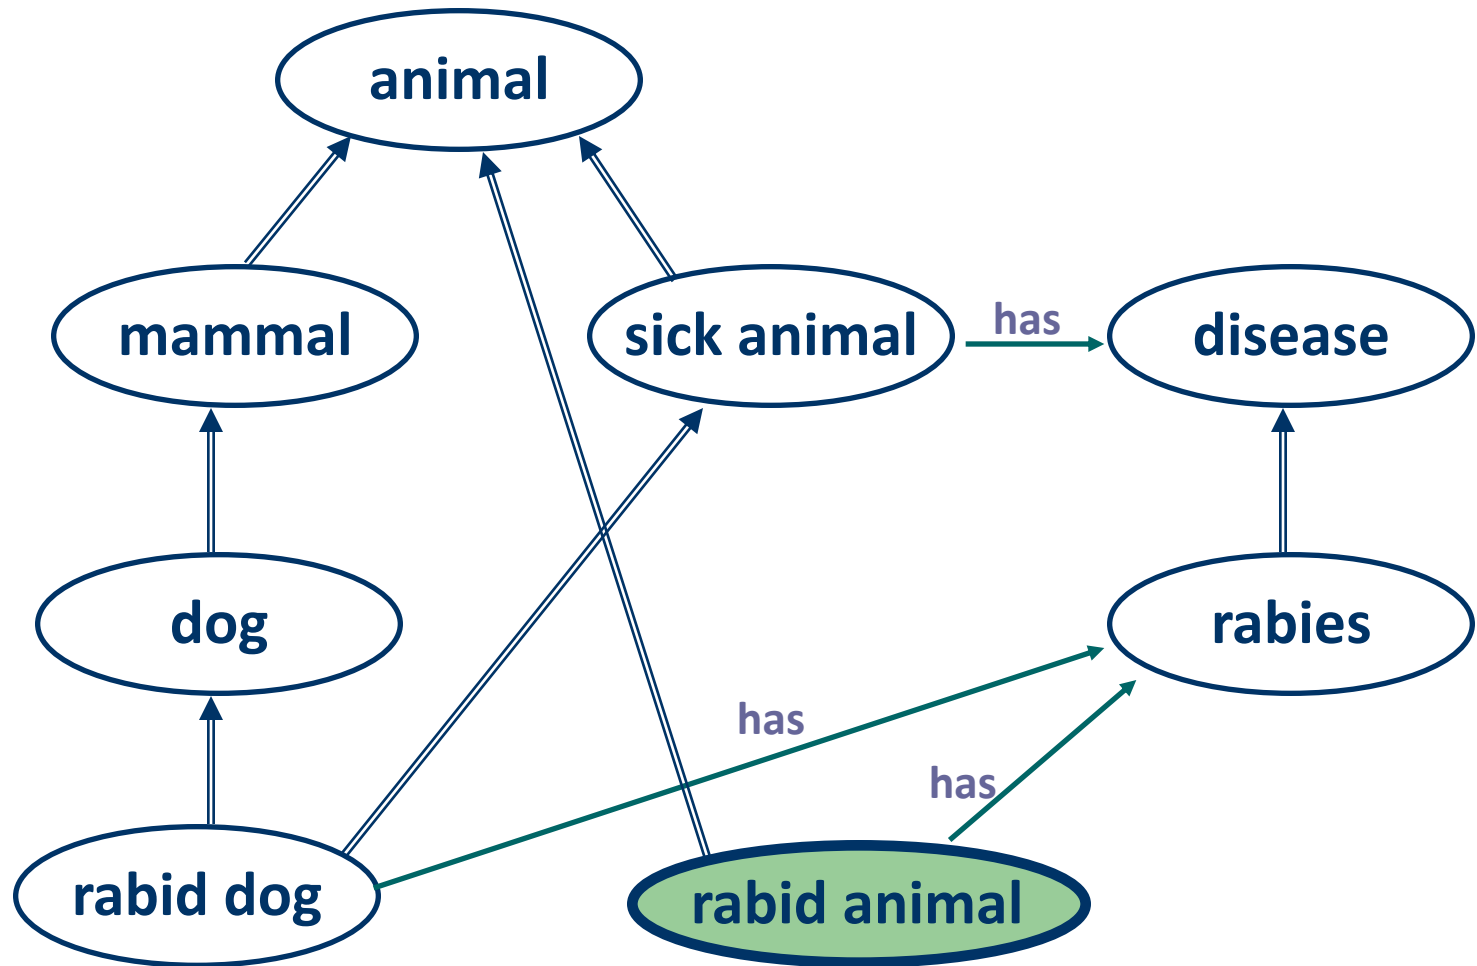 animal
mammal
sick animal
has
disease
dog
rabies
has
has
rabid dog
rabid animal